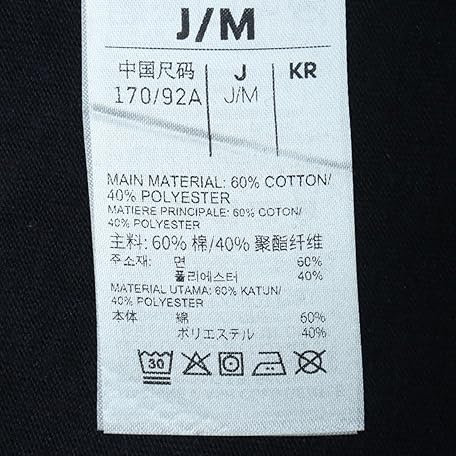 J/M
中国尺码 J KR
170/92A J/M
MAIN MATERIAL: 60% COTTON/
40% POLYESTER
MATIERE PRINCIPALE: 60% COTON/
40% POLYESTER
主料: 60% 棉/40% 聚酯纤维
주소재: 면 60%
폴리에스터 40%
MATERIAL UTAMA: 60% KATUN/
40% POLYESTER
本体 綿 60%
ポリエステル 40%
30